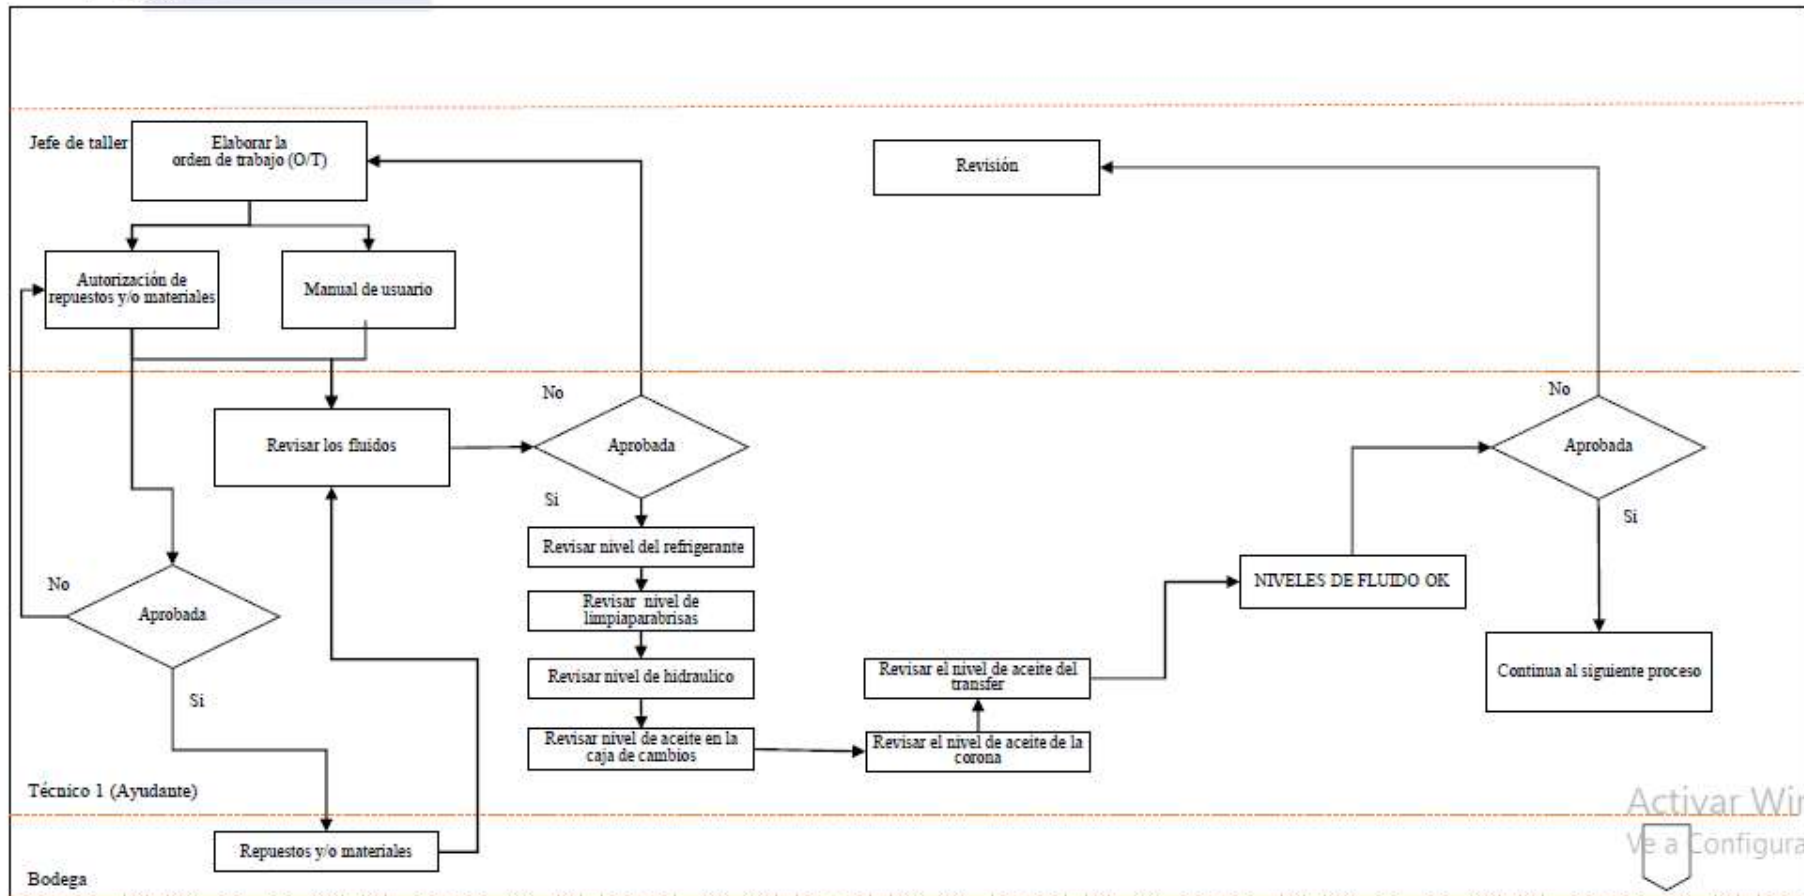 Jefe de taller
Elaborar la
orden de trabajo (O/T)
Revisión
Autorización de
repuestos y/o materiales
Manual de usuario
No
No
Revisar los fluidos
Aprobada
Aprobada
Si
Si
Revisar nivel del refrigerante
No
Revisar nivel de
limpiaparabrisas
NIVELES DE FLUIDO OK
Aprobada
Revisar nivel de hidraulico
Revisar el nivel de aceite del
transfer
Continua al siguiente proceso
Si
Revisar nivel de aceite en la
caja de cambios
Revisar el nivel de aceite de la
corona
Técnico 1 (Ayudante)
Activar Win
Ve a Configura
Repuestos y/o materiales
Bodega